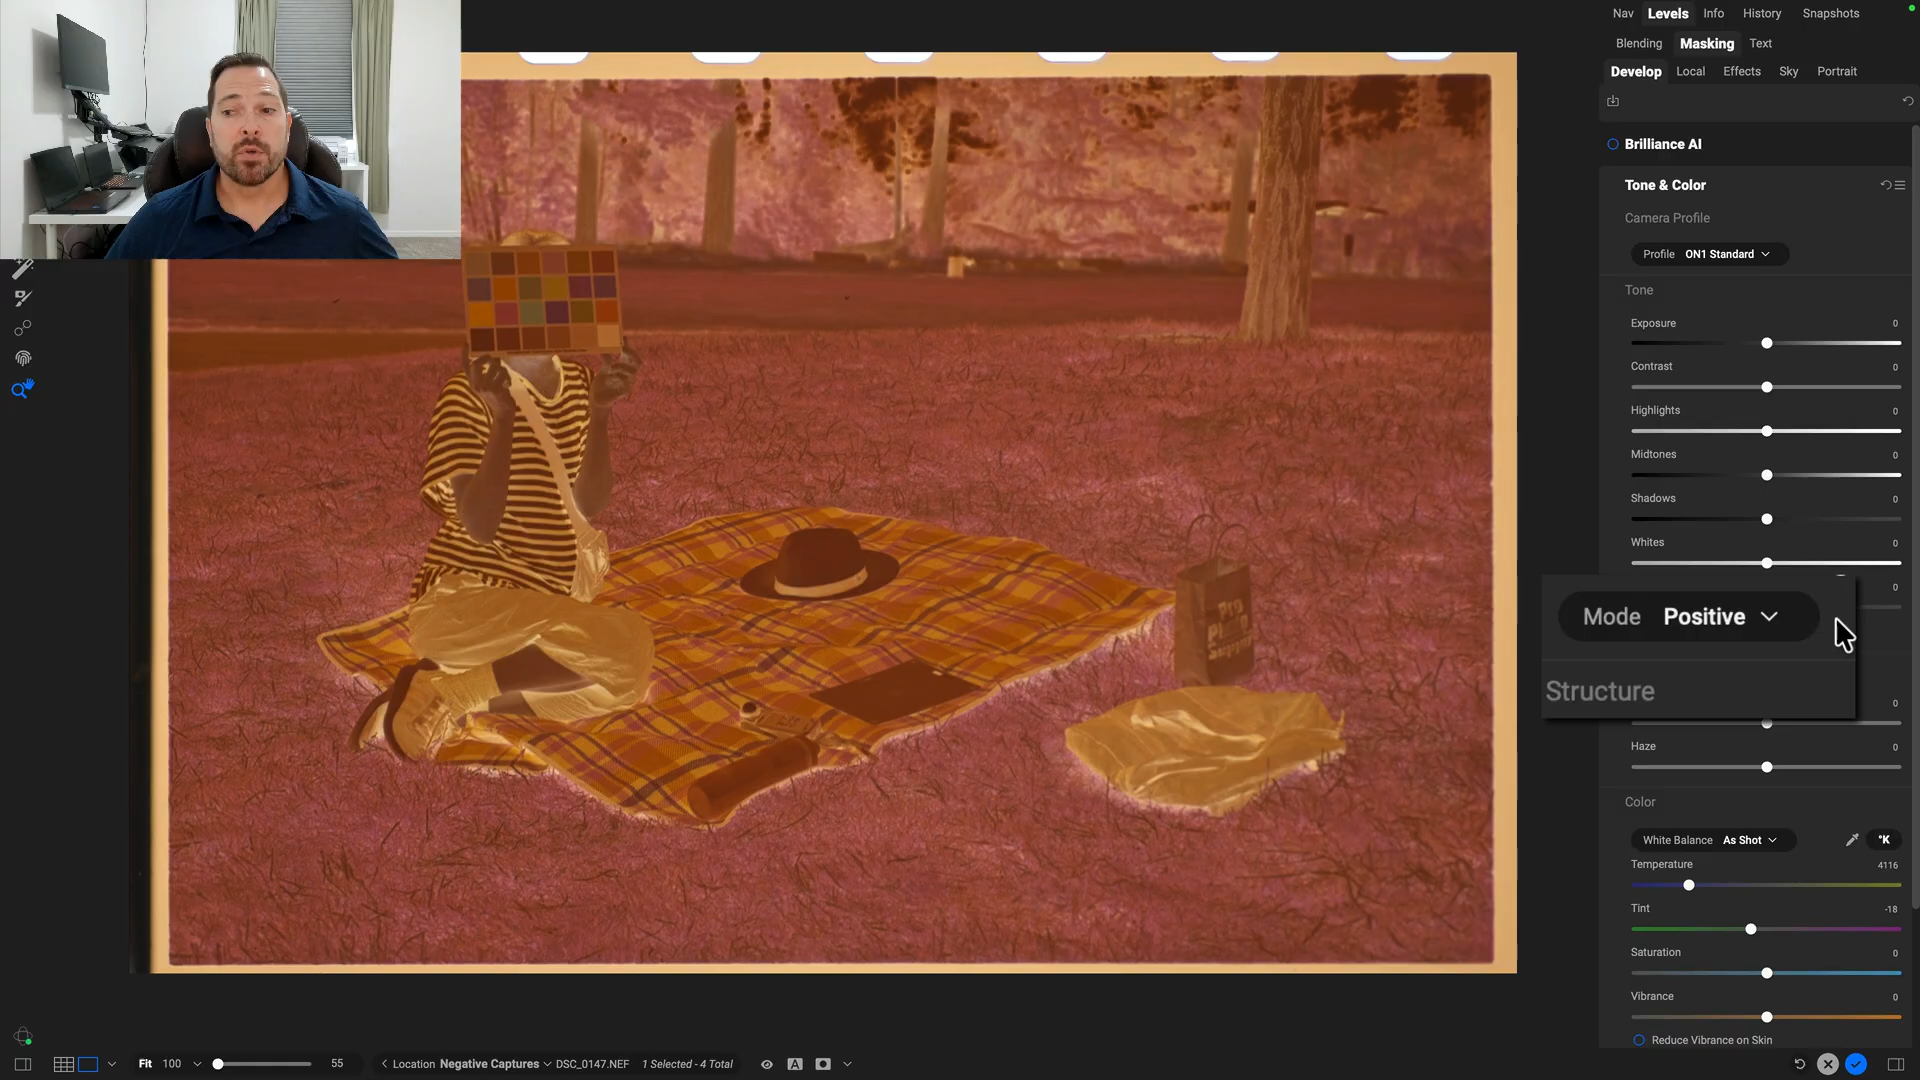 Nav Levels Info History Snapshots
Blending Masking Text
Develop Local Effects Sky Portrait
Brilliance AI
Tone & Color
Camera Profile
Profile ON1 Standard
Tone
Exposure 0
Contrast 0
Highlights 0
Midtones 0
Shadows 0
Whites 0
0
Mode Positive
Structure
0
Haze 0
Color
White Balance As Shot °K
Temperature 4116
Tint -18
Saturation 0
Vibrance 0
Reduce Vibrance on Skin
Pro
Fit 100 55 Location Negative Captures DSC_0147.NEF 1 Selected - 4 Total A